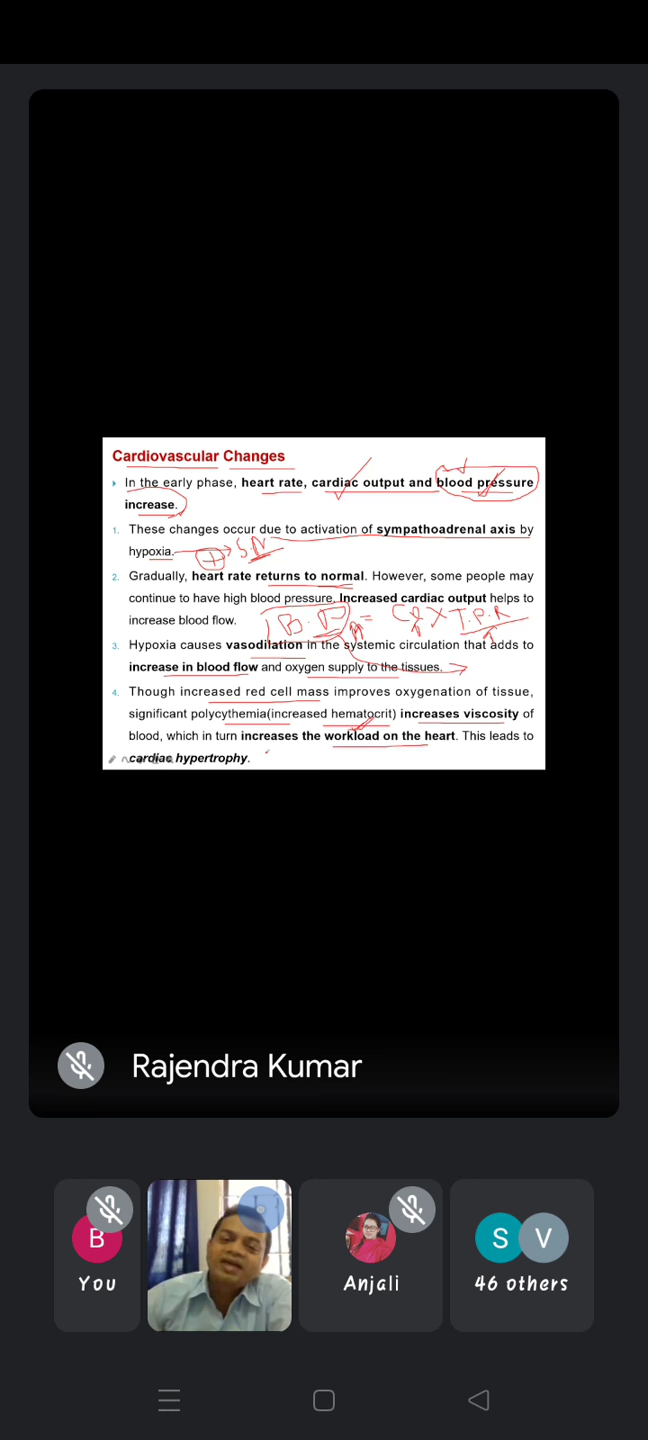 Cardiovascular Changes
In the early phase, heart rate, cardiac output and blood pressure
increase.
1. These changes occur due to activation of sympathoadrenal axis by
hypoxia. + → SN
2. Gradually, heart rate returns to normal. However, some people may
continue to have high blood pressure. Increased cardiac output helps to
increase blood flow.
B.P = × T.P.R
3. Hypoxia causes vasodilation in the systemic circulation that adds to
increase in blood flow and oxygen supply to the tissues.
4. Though increased red cell mass improves oxygenation of tissue,
significant polycythemia(increased hematocrit) increases viscosity of
blood, which in turn increases the workload on the heart. This leads to
cardiac hypertrophy.
Rajendra Kumar
B
You
Anjali
S V
46 others